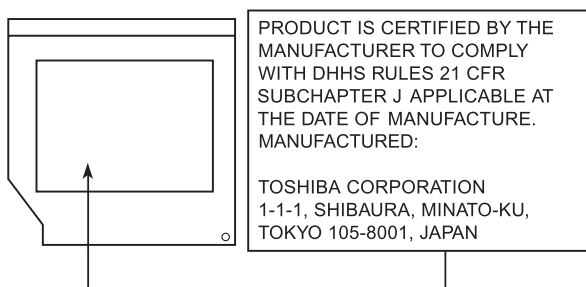 PRODUCT IS CERTIFIED BY THE
MANUFACTURER TO COMPLY
WITH DHHS RULES 21 CFR
SUBCHAPTER J APPLICABLE AT
THE DATE OF MANUFACTURE.
MANUFACTURED:
TOSHIBA CORPORATION
1-1-1, SHIBAURA, MINATO-KU,
TOKYO 105-8001, JAPAN